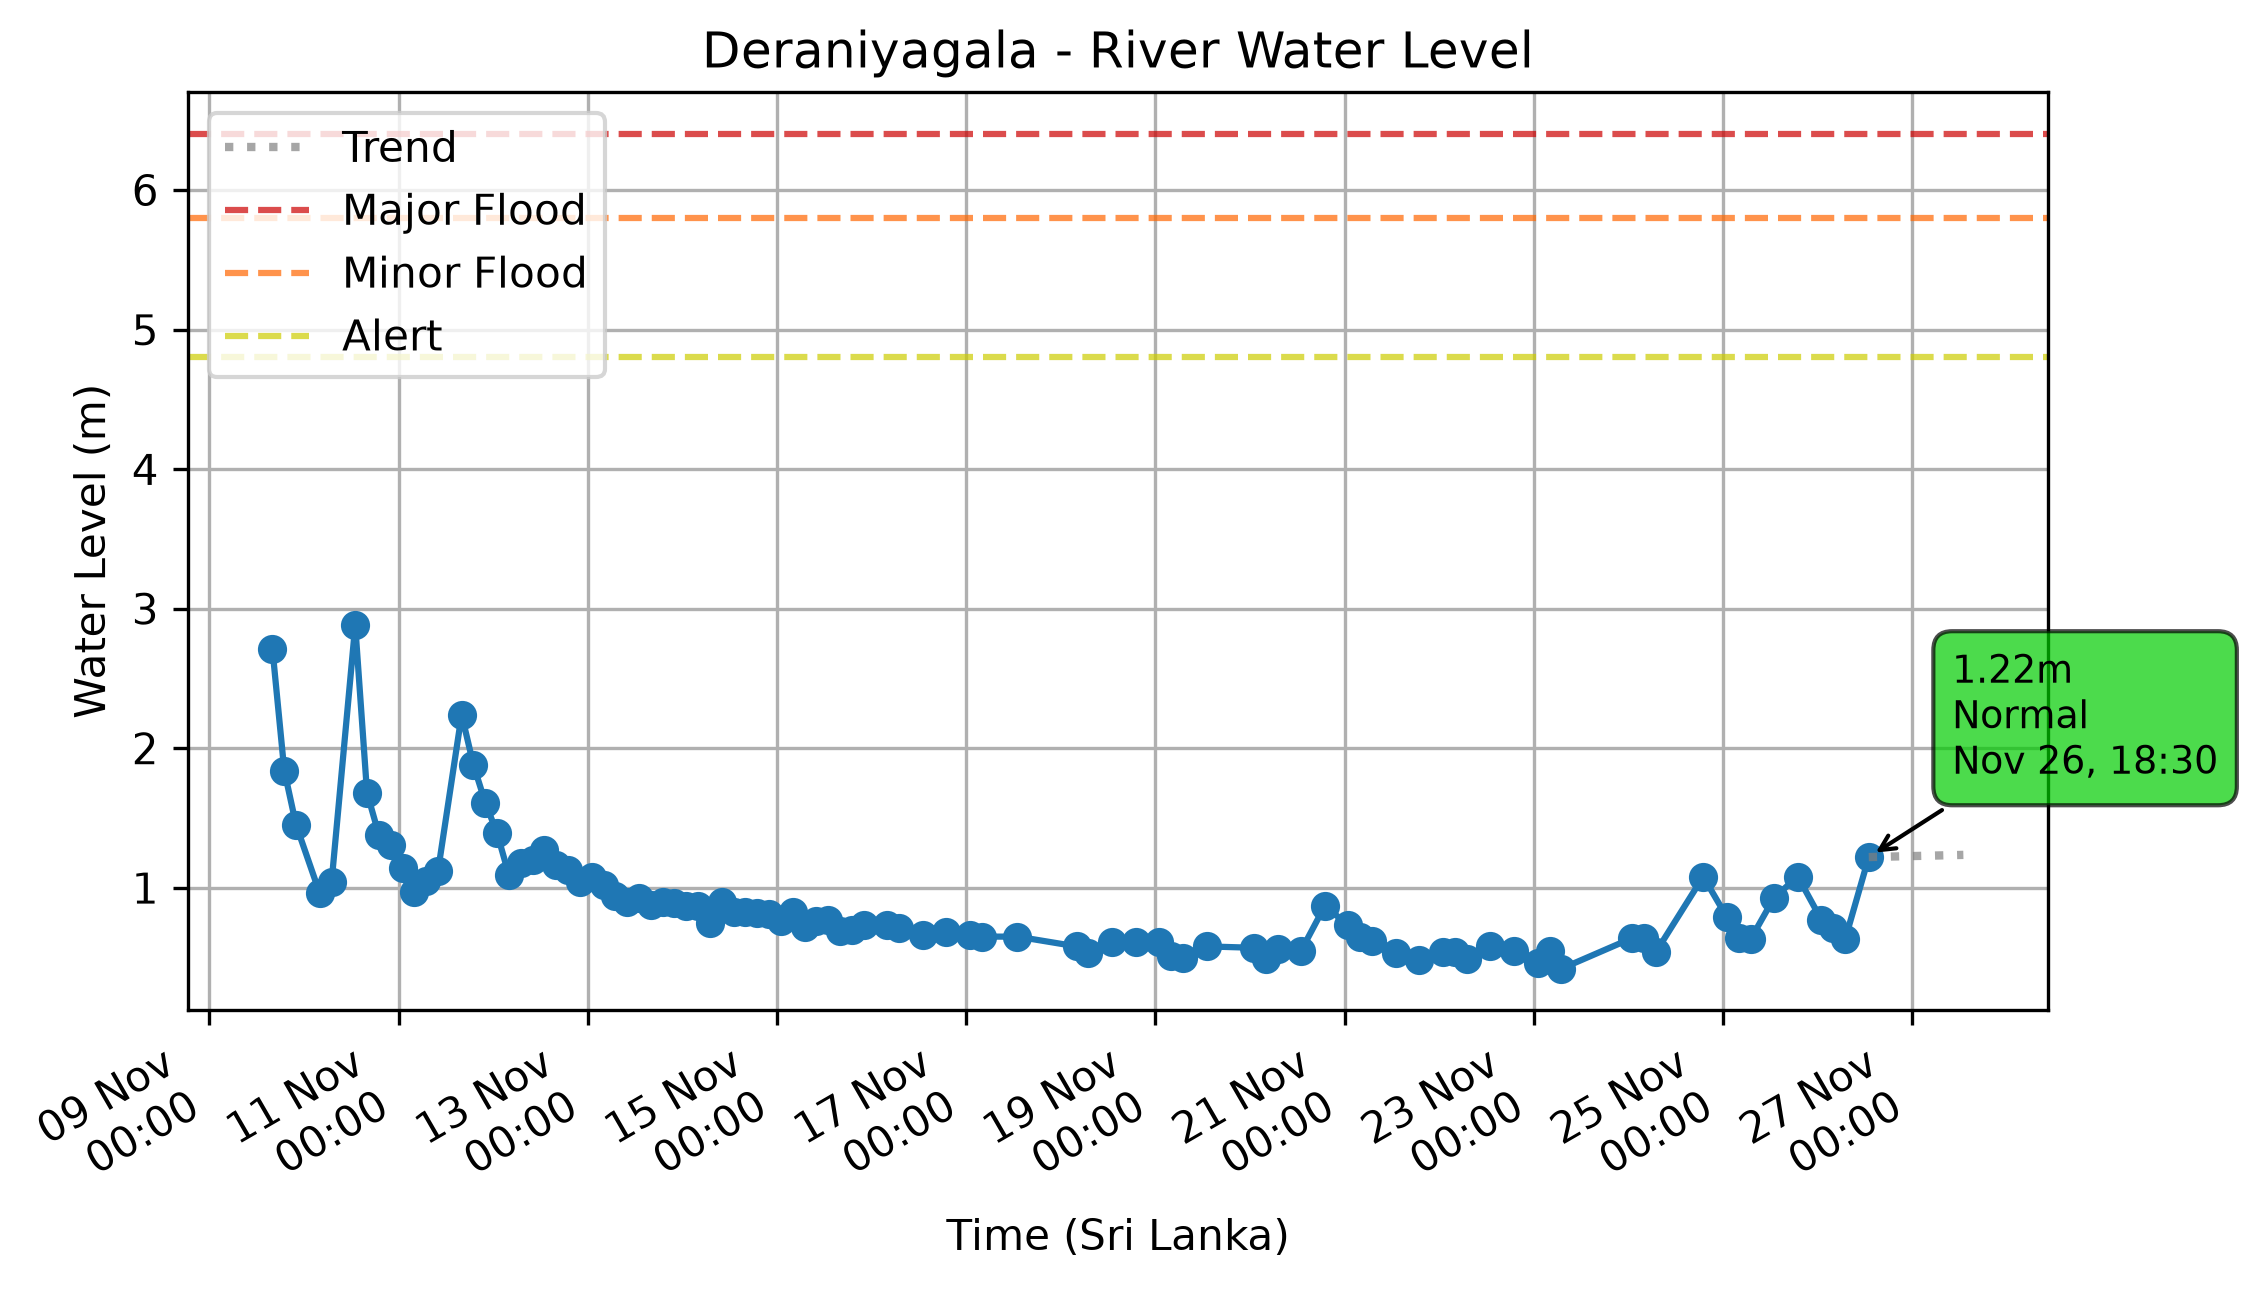 Deraniyagala - River Water Level
Trend
Major Flood
Minor Flood
Alert
6
5
4
3
2
1
Water Level (m)
1.22m
Normal
Nov 26, 18:30
09 Nov
00:00
11 Nov
00:00
13 Nov
00:00
15 Nov
00:00
17 Nov
00:00
19 Nov
00:00
21 Nov
00:00
23 Nov
00:00
25 Nov
00:00
27 Nov
00:00
Time (Sri Lanka)